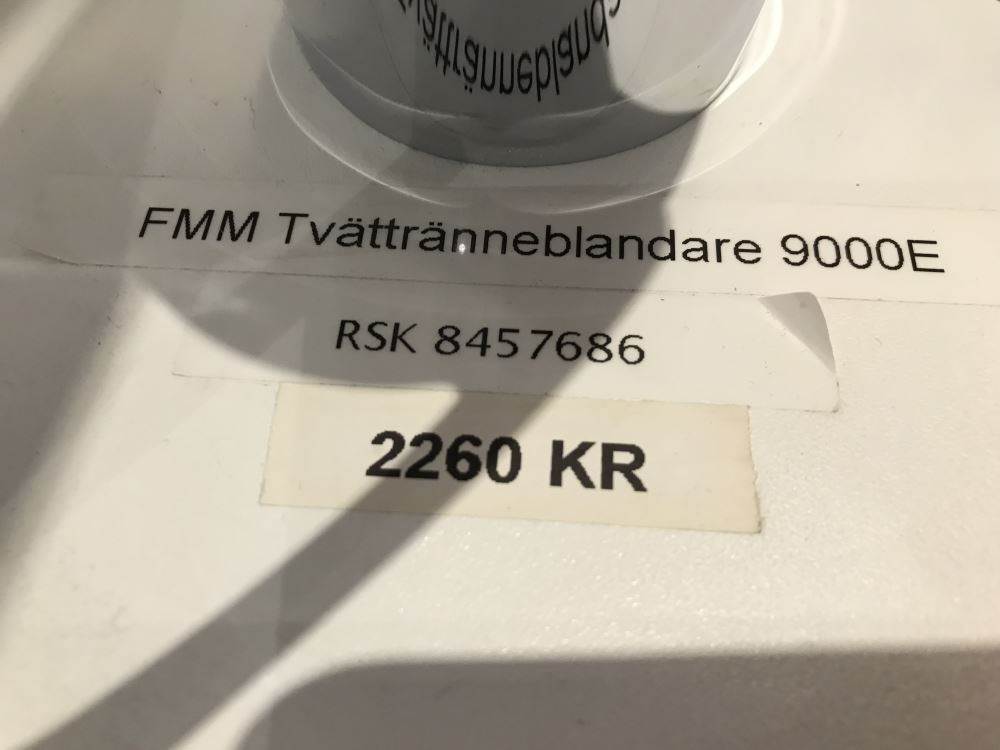 FMM Tvättränneblandare 9000E
RSK 8457686
2260 KR